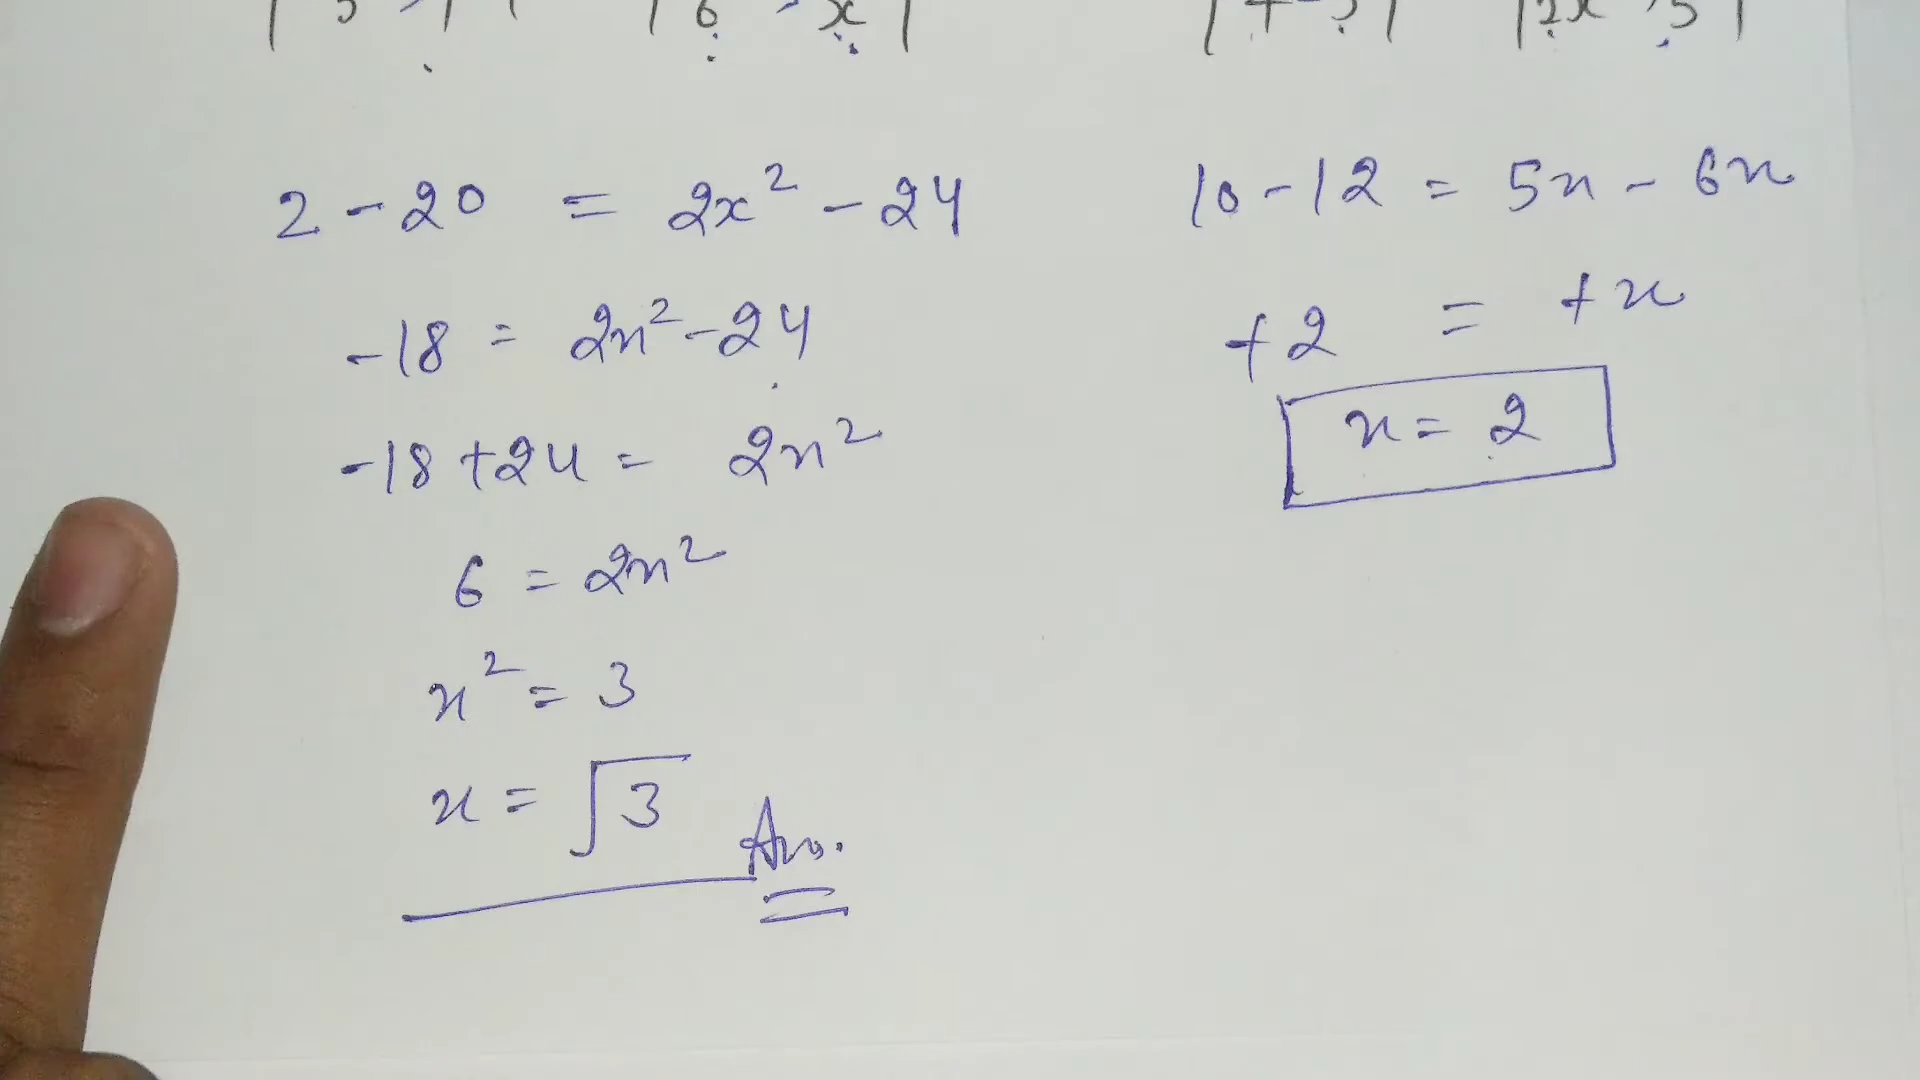 2 - 20 = 2x² - 24
-18 = 2x² - 24
-18 + 24 = 2x²
6 = 2x²
x² = 3
x = √3 Ans.
10 - 12 = 5x - 6x
+2 = +x
x = 2